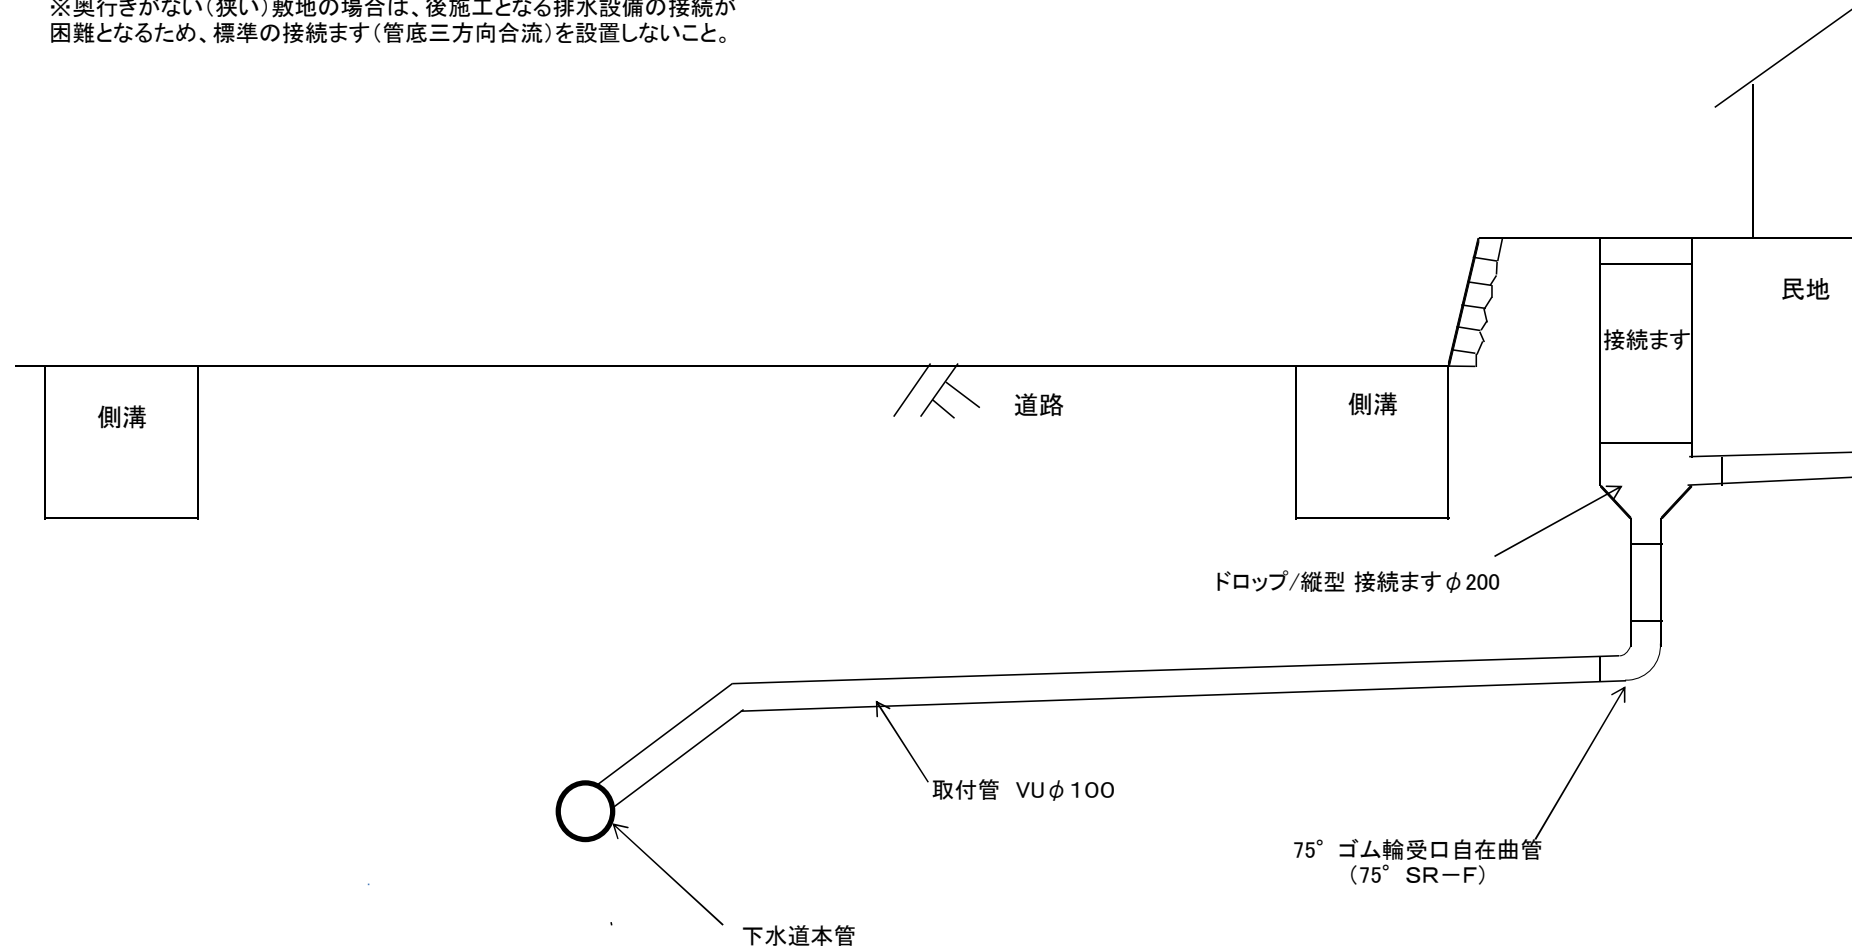 ※奥行きがない(狭い)敷地の場合は、後施工となる排水設備の接続が
困難となるため、標準の接続ます(管底三方向合流)を設置しないこと。
民地
接続ます
側溝
道路
側溝
ドロップ/縦型 接続ますφ200
取付管 VUφ100
75° ゴム輪受口自在曲管
(75° SR-F)
下水道本管